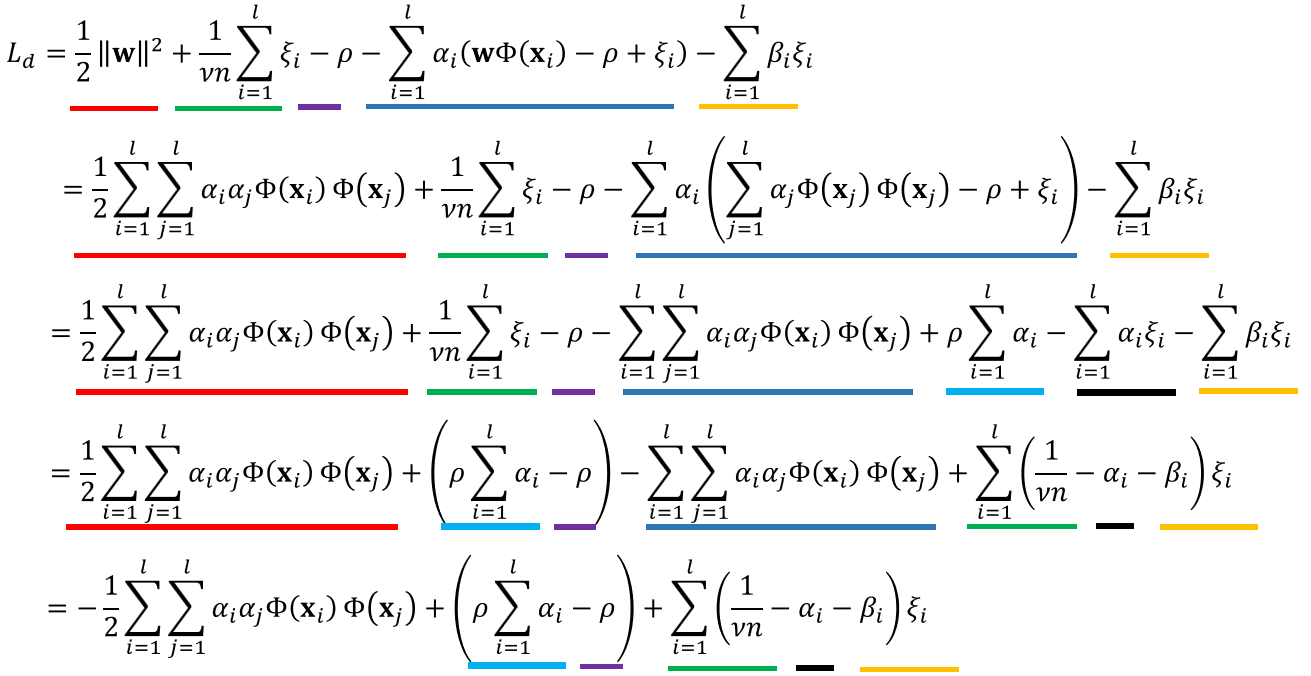 L_d = \frac{1}{2} \|\mathbf{w}\|^2 + \frac{1}{\nu n} \sum_{i=1}^{l} \xi_i - \rho - \sum_{i=1}^{l} \alpha_i (\mathbf{w}\Phi(\mathbf{x}_i) - \rho + \xi_i) - \sum_{i=1}^{l} \beta_i \xi_i
= \frac{1}{2} \sum_{i=1}^{l} \sum_{j=1}^{l} \alpha_i \alpha_j \Phi(\mathbf{x}_i) \Phi(\mathbf{x}_j) + \frac{1}{\nu n} \sum_{i=1}^{l} \xi_i - \rho - \sum_{i=1}^{l} \alpha_i \left( \sum_{j=1}^{l} \alpha_j \Phi(\mathbf{x}_j) \Phi(\mathbf{x}_j) - \rho + \xi_i \right) - \sum_{i=1}^{l} \beta_i \xi_i
= \frac{1}{2} \sum_{i=1}^{l} \sum_{j=1}^{l} \alpha_i \alpha_j \Phi(\mathbf{x}_i) \Phi(\mathbf{x}_j) + \frac{1}{\nu n} \sum_{i=1}^{l} \xi_i - \rho - \sum_{i=1}^{l} \sum_{j=1}^{l} \alpha_i \alpha_j \Phi(\mathbf{x}_i) \Phi(\mathbf{x}_j) + \rho \sum_{i=1}^{l} \alpha_i - \sum_{i=1}^{l} \alpha_i \xi_i - \sum_{i=1}^{l} \beta_i \xi_i
= \frac{1}{2} \sum_{i=1}^{l} \sum_{j=1}^{l} \alpha_i \alpha_j \Phi(\mathbf{x}_i) \Phi(\mathbf{x}_j) + \left( \rho \sum_{i=1}^{l} \alpha_i - \rho \right) - \sum_{i=1}^{l} \sum_{j=1}^{l} \alpha_i \alpha_j \Phi(\mathbf{x}_i) \Phi(\mathbf{x}_j) + \sum_{i=1}^{l} \left( \frac{1}{\nu n} - \alpha_i - \beta_i \right) \xi_i
= -\frac{1}{2} \sum_{i=1}^{l} \sum_{j=1}^{l} \alpha_i \alpha_j \Phi(\mathbf{x}_i) \Phi(\mathbf{x}_j) + \left( \rho \sum_{i=1}^{l} \alpha_i - \rho \right) + \sum_{i=1}^{l} \left( \frac{1}{\nu n} - \alpha_i - \beta_i \right) \xi_i